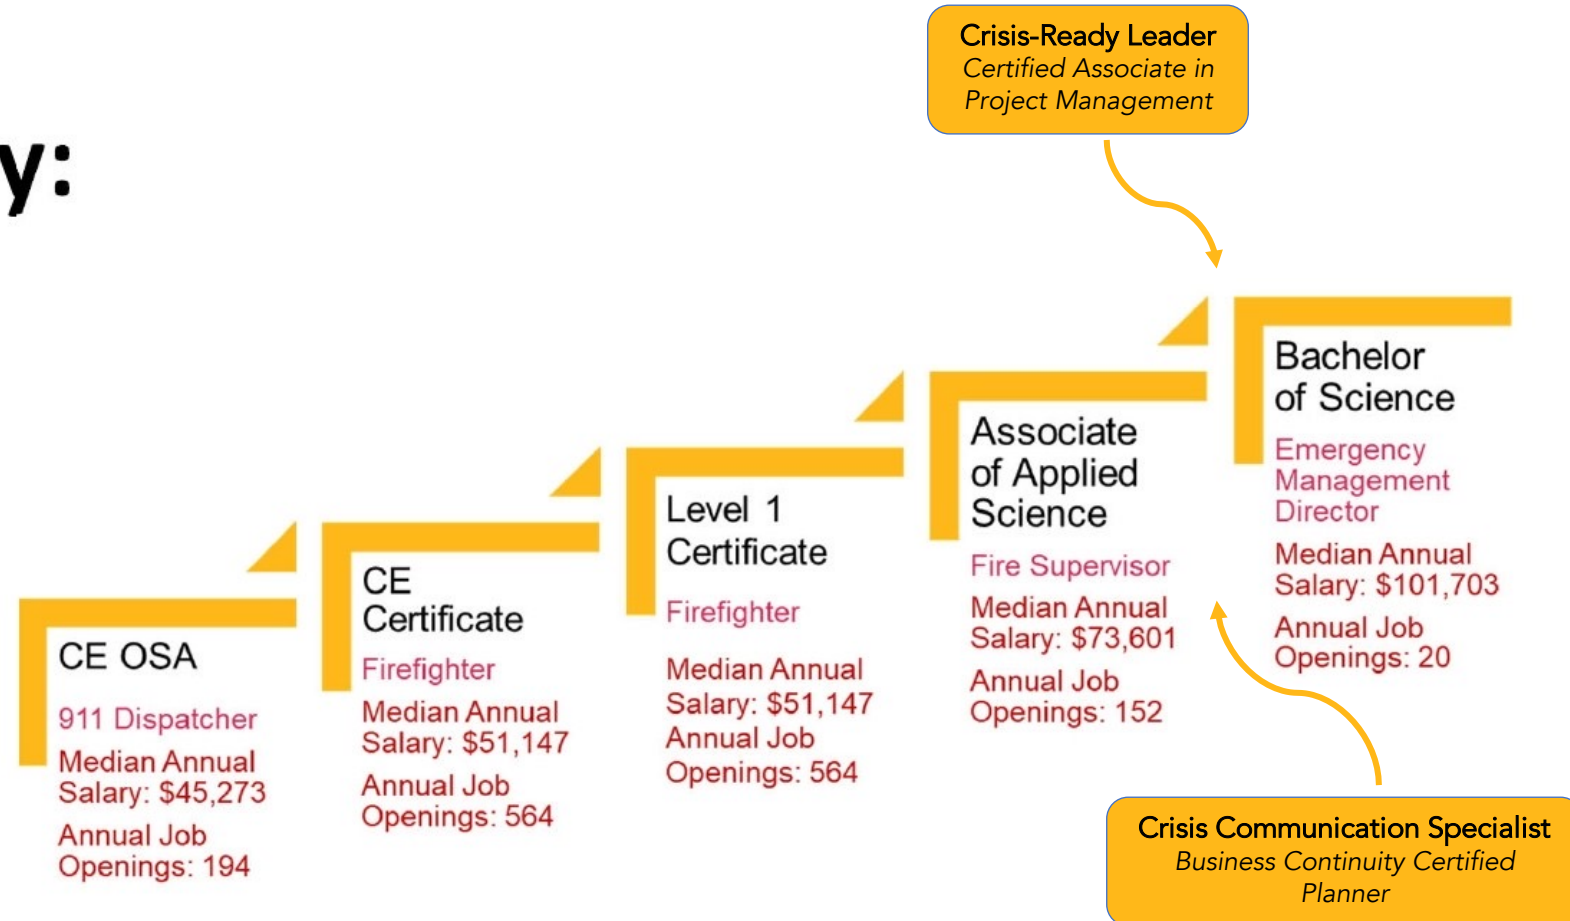 y:
Crisis-Ready Leader
Certified Associate in
Project Management
CE OSA
911 Dispatcher
Median Annual
Salary: $45,273
Annual Job
Openings: 194
CE
Certificate
Firefighter
Median Annual
Salary: $51,147
Annual Job
Openings: 564
Level 1
Certificate
Firefighter
Median Annual
Salary: $51,147
Annual Job
Openings: 564
Associate
of Applied
Science
Fire Supervisor
Median Annual
Salary: $73,601
Annual Job
Openings: 152
Bachelor
of Science
Emergency
Management
Director
Median Annual
Salary: $101,703
Annual Job
Openings: 20
Crisis Communication Specialist
Business Continuity Certified
Planner